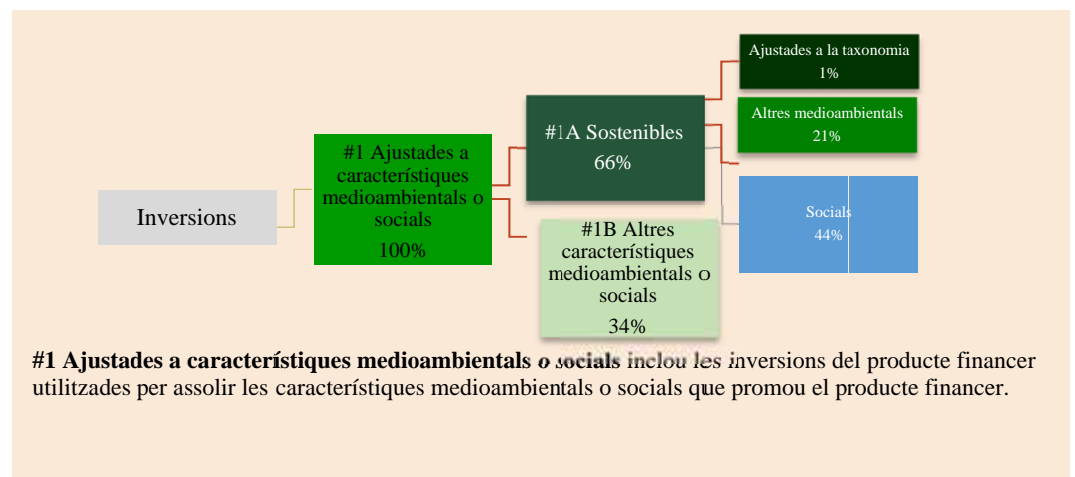 Inversions
#1 Ajustades a
característiques
medioambientals o
socials
100%
#1A Sostenibles
66%
#1B Altres
característiques
medioambientals o
socials
34%
Ajustades a la taxonomia
1%
Altres medioambientals
21%
Socials
44%
#1 Ajustades a característiques medioambientals o socials inclou les inversions del producte financer
utilitzades per assolir les característiques medioambientals o socials que promou el producte financer.